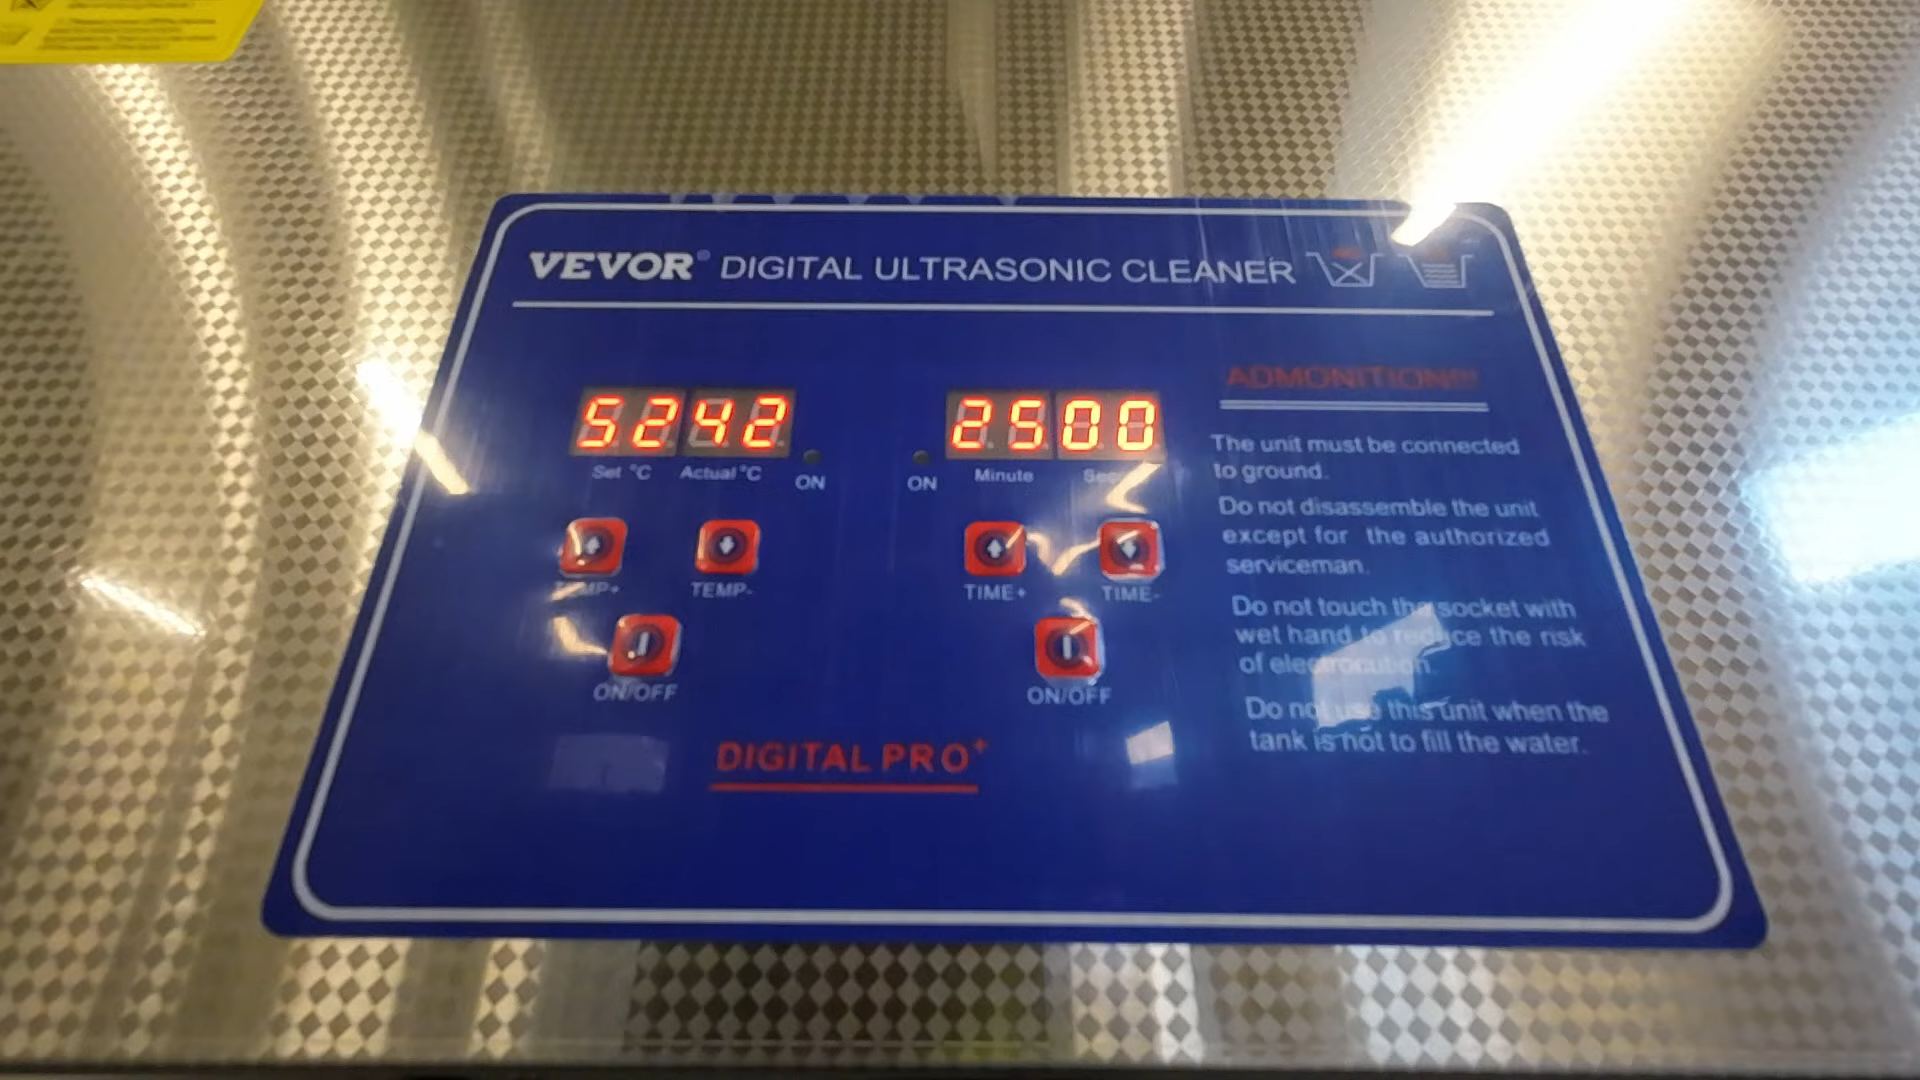 VEVOR® DIGITAL ULTRASONIC CLEANER
5242
Set °C Actual °C
ON
2500
ON
Minute
TEMP+ TEMP-
ON/OFF
TIME+ TIME-
ON/OFF
DIGITAL PRO+
ADMONITION!!!
The unit must be connected
to ground.
Do not disassemble the unit
except for the authorized
serviceman.
Do not touch the socket with
wet hand to reduce the risk
of electrocution.
Do not use this unit when the
tank is not to fill the water.